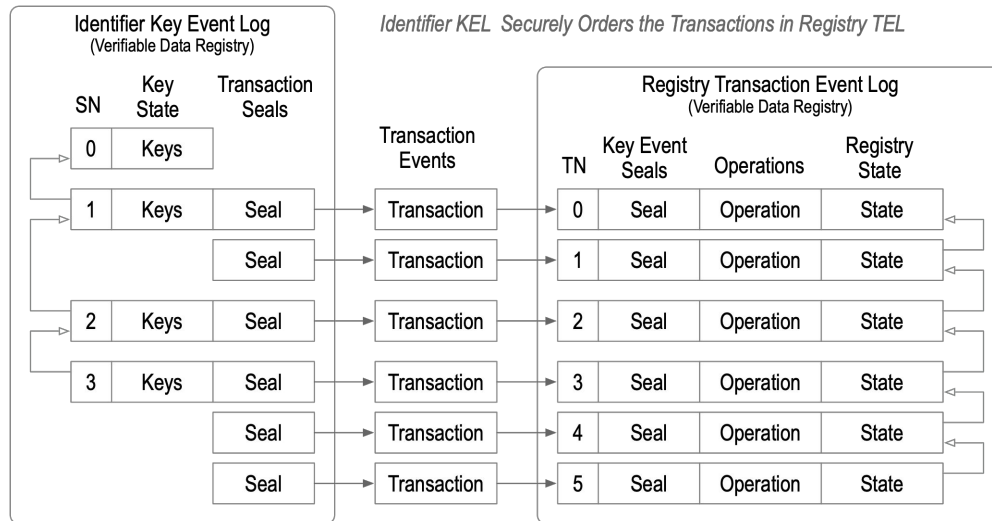 Identifier Key Event Log
(Verifiable Data Registry)
Identifier KEL Securely Orders the Transactions in Registry TEL
SN
Key
State
Transaction
Seals
Transaction
Events
Registry Transaction Event Log
(Verifiable Data Registry)
TN
Key Event
Seals
Operations
Registry
State
0 Keys
1 Keys Seal Transaction 0 Seal Operation State
Seal Transaction 1 Seal Operation State
2 Keys Seal Transaction 2 Seal Operation State
3 Keys Seal Transaction 3 Seal Operation State
Seal Transaction 4 Seal Operation State
Seal Transaction 5 Seal Operation State